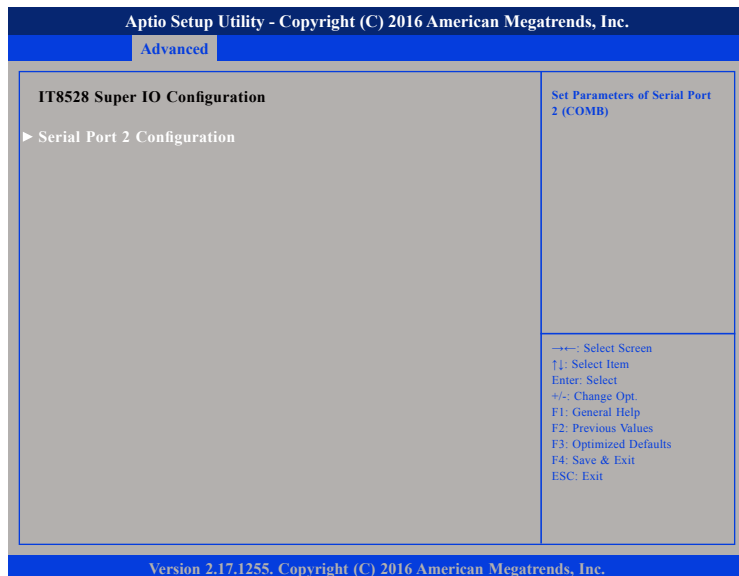 Aptio Setup Utility - Copyright (C) 2016 American Megatrends, Inc.
Advanced
IT8528 Super IO Configuration
► Serial Port 2 Configuration
Set Parameters of Serial Port
2 (COMB)
→←: Select Screen
↑↓: Select Item
Enter: Select
+/-: Change Opt.
F1: General Help
F2: Previous Values
F3: Optimized Defaults
F4: Save & Exit
ESC: Exit
Version 2.17.1255. Copyright (C) 2016 American Megatrends, Inc.